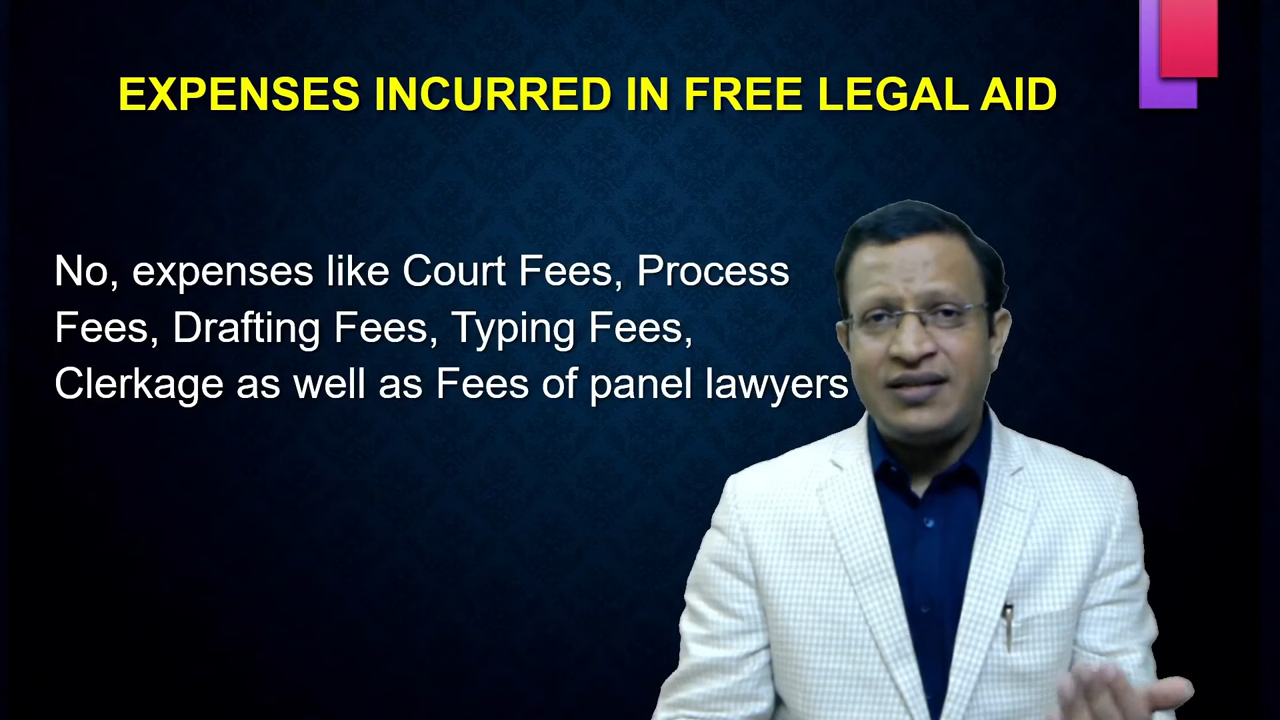 EXPENSES INCURRED IN FREE LEGAL AID
No, expenses like Court Fees, Process
Fees, Drafting Fees, Typing Fees,
Clerkage as well as Fees of panel lawyers